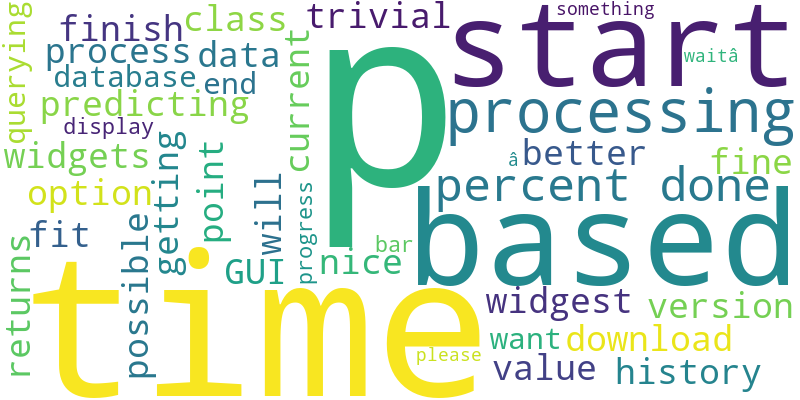 something
trivial
start
class
finish
p
waitâ
process
data
querying
current
database
end
processing
predicting
display
better
â
fine
widgets
getting
point
percent done
option
will
based
progress
possible
fit
bar
returns
nice
GUI
time
widgest
version
want
download
please
value
history